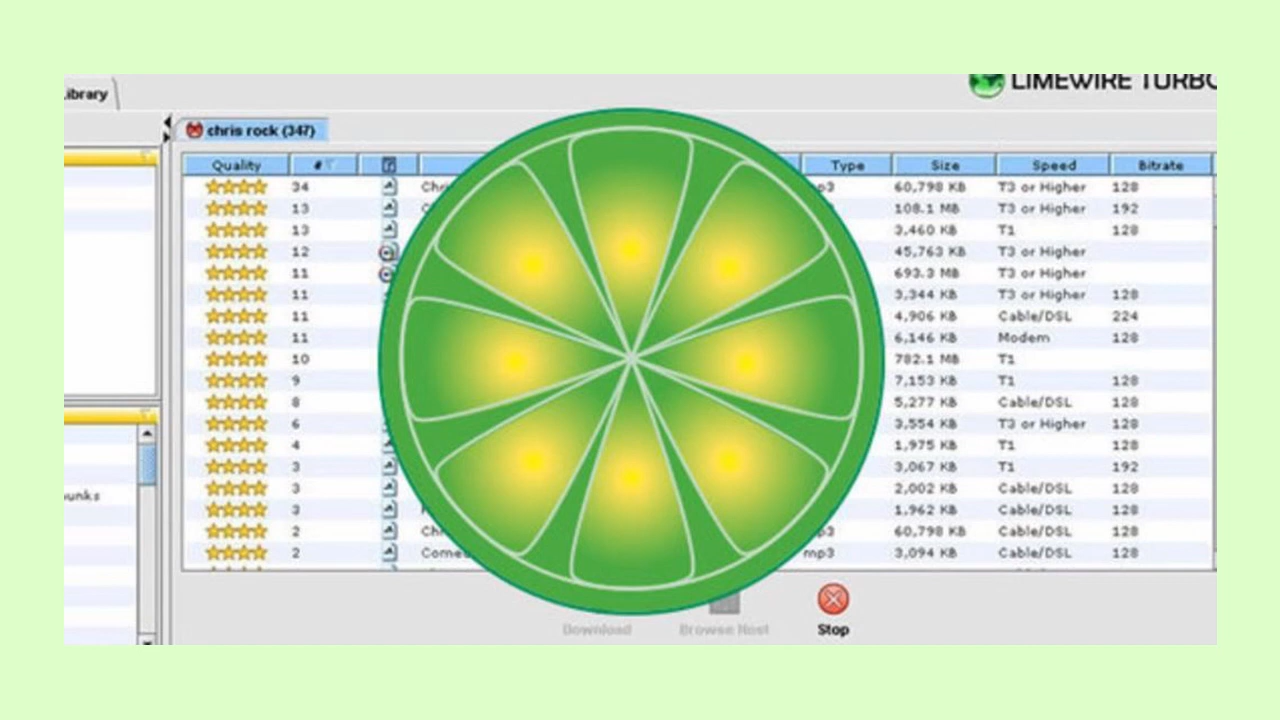 LIMEWIRE TURBO
Library
chris rock (347)
Quality # Type Size Speed Bitrate
34 Chr mp3 60,798 KB T3 or Higher 128
13 108.1 MB T3 or Higher 192
13 3,460 KB T1 128
12 45,763 KB T3 or Higher
11 693.3 MB T3 or Higher
11 3,344 KB T3 or Higher 128
11 4,906 KB Cable/DSL 224
11 6,146 KB Modem 128
10 782.1 MB T1
9 7,153 KB T1 128
8 5,277 KB Cable/DSL 128
6 3,554 KB T3 or Higher 128
4 1,975 KB T1 128
3 3,067 KB T1 192
unks
3 2,002 KB Cable/DSL 128
3 1,962 KB Cable/DSL 128
2 Ch p3 60,798 KB Cable/DSL 128
2 Come mp3 3,094 KB Cable/DSL 128
Download Browse Host Stop